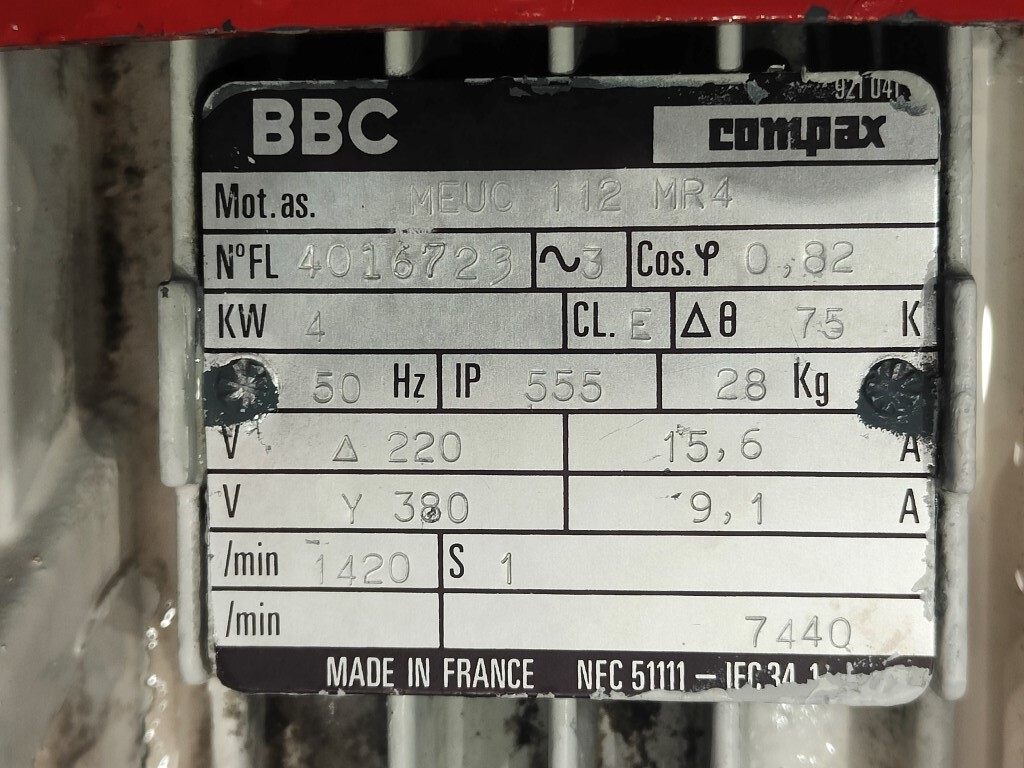 921 041
BBC compax
Mot.as. MEUC 112 MR4
N°FL 4016723 ~3 Cos.φ 0,82
KW 4 CL. E Δθ 75 K
50 Hz IP 555 28 Kg
V Δ 220 15,6 A
V Y 380 9,1 A
/min 1420 S 1
/min 744Q
MADE IN FRANCE NFC 51111 – IEC 34-1